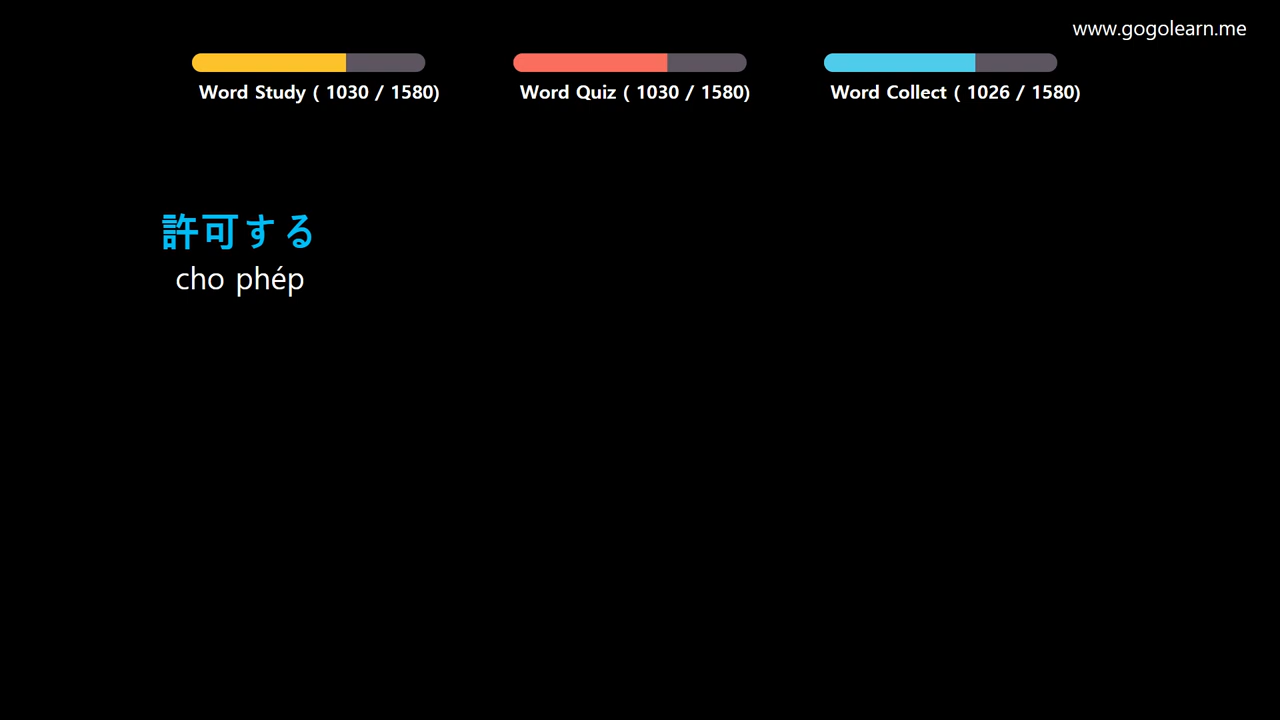 www.gogolearn.me
Word Study ( 1030 / 1580)
Word Quiz ( 1030 / 1580)
Word Collect ( 1026 / 1580)
許可する
cho phép